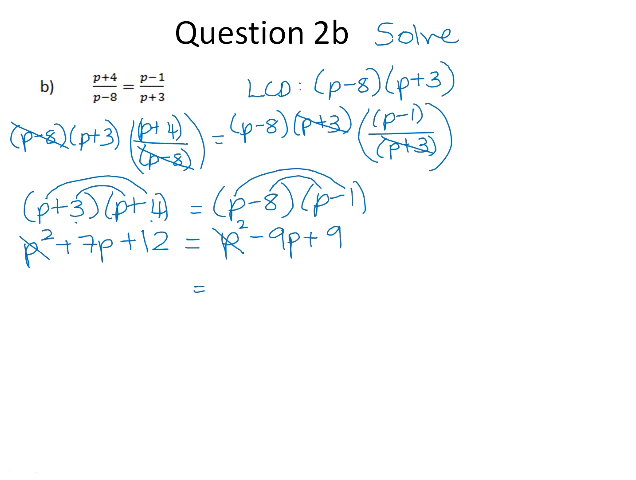 Question 2b Solve
b) p+4/p−8 = p−1/p+3 LCD: (p-8)(p+3)
(p-8)(p+3)((p+4)/(p-8)) = (p-8)(p+3)((p-1)/(p+3))
(p+3)(p+4) = (p-8)(p-1)
p²+7p+12 = p²-9p+9
=